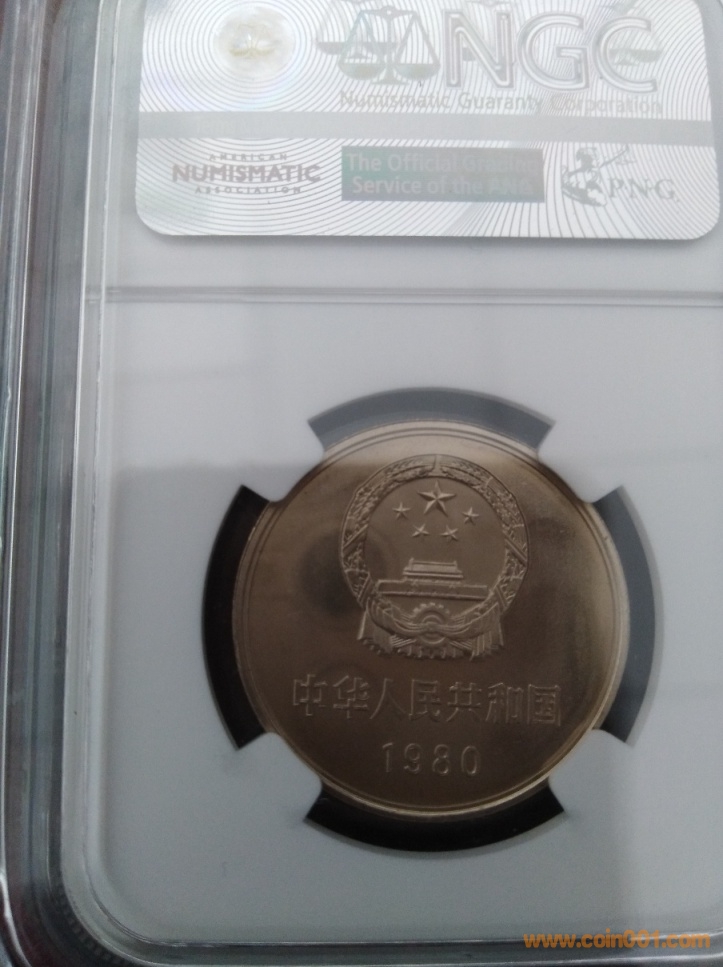 NGC
Numismatic Guaranty Corporation
AMERICAN
NUMISMATIC
ASSOCIATION
The Official Grading
Service of the PNG
P·N·G
中华人民共和国
1980
www.coin001.com